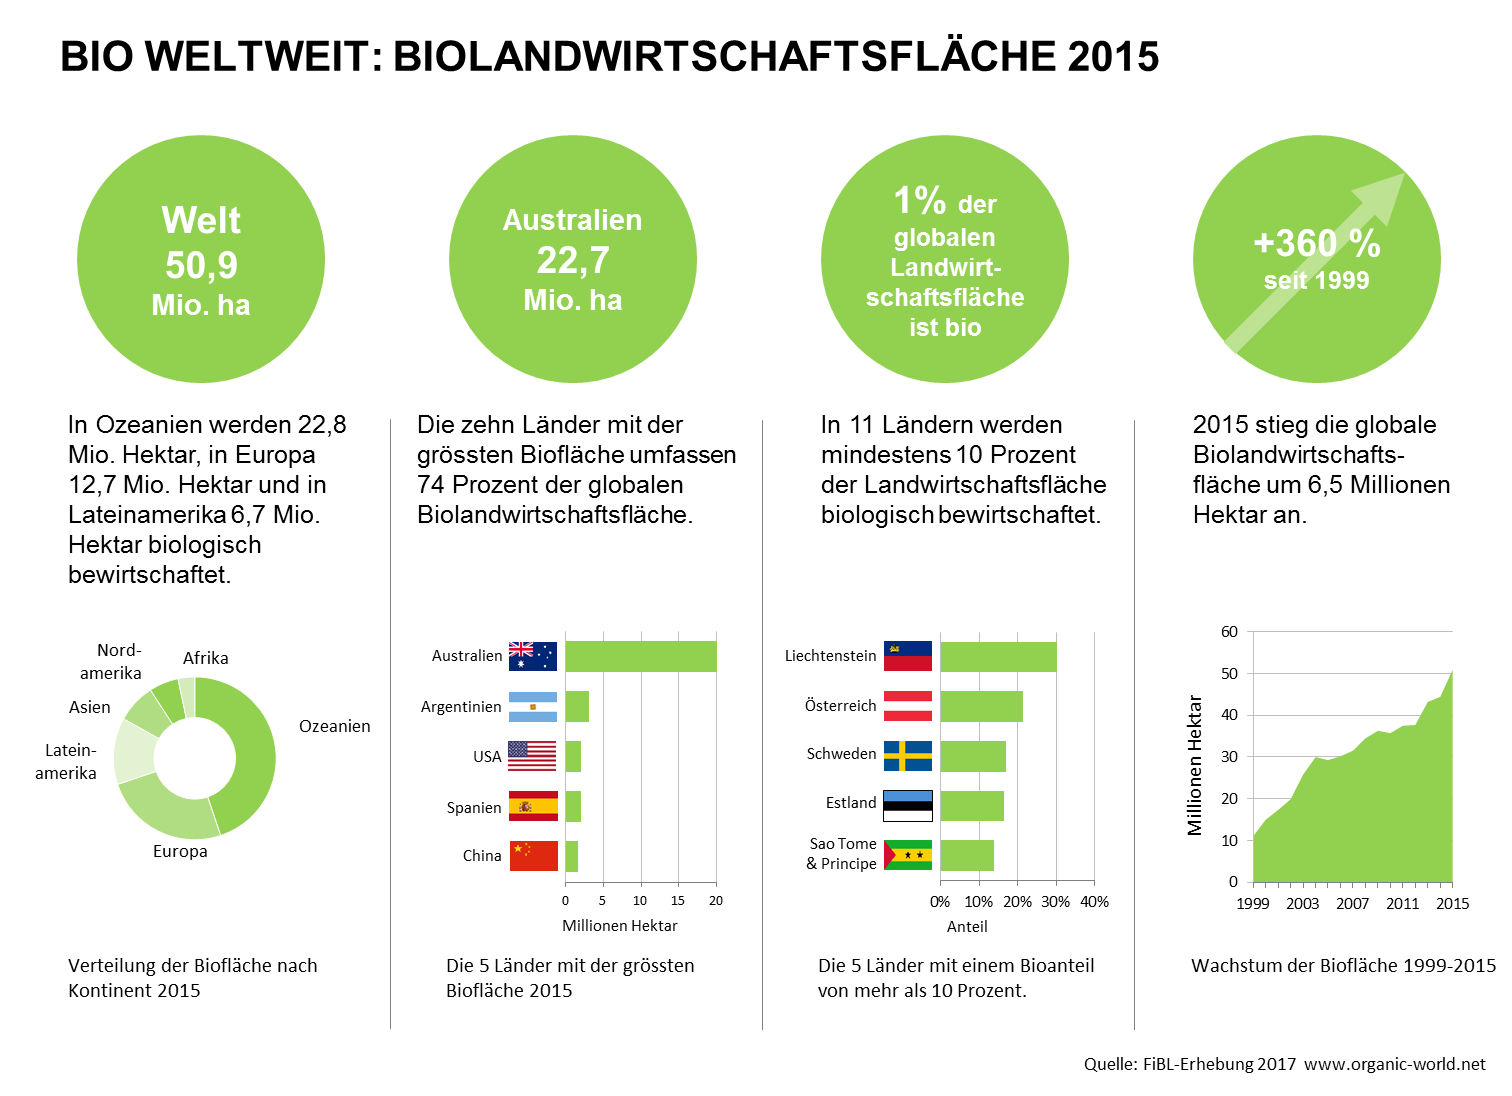 BIO WELTWEIT: BIOLANDWIRTSCHAFTSFLÄCHE 2015
Welt
50,9
Mio. ha
Australien
22,7
Mio. ha
1% der
globalen
Landwirt-
schaftsfläche
ist bio
+360 %
seit 1999
In Ozeanien werden 22,8
Mio. Hektar, in Europa
12,7 Mio. Hektar und in
Lateinamerika 6,7 Mio.
Hektar biologisch
bewirtschaftet.
Die zehn Länder mit der
grössten Biofläche umfassen
74 Prozent der globalen
Biolandwirtschaftsfläche.
In 11 Ländern werden
mindestens 10 Prozent
der Landwirtschaftsfläche
biologisch bewirtschaftet.
2015 stieg die globale
Biolandwirtschafts-
fläche um 6,5 Millionen
Hektar an.
Nord-
amerika
Afrika
Asien
Ozeanien
Latein-
amerika
Europa
Verteilung der Biofläche nach
Kontinent 2015
Australien
Argentinien
USA
Spanien
China
0 5 10 15 20
Millionen Hektar
Die 5 Länder mit der grössten
Biofläche 2015
Liechtenstein
Österreich
Schweden
Estland
Sao Tome
& Principe
0% 10% 20% 30% 40%
Anteil
Die 5 Länder mit einem Bioanteil
von mehr als 10 Prozent.
Millionen Hektar
60
50
40
30
20
10
0
1999 2003 2007 2011 2015
Wachstum der Biofläche 1999-2015
Quelle: FiBL-Erhebung 2017 www.organic-world.net